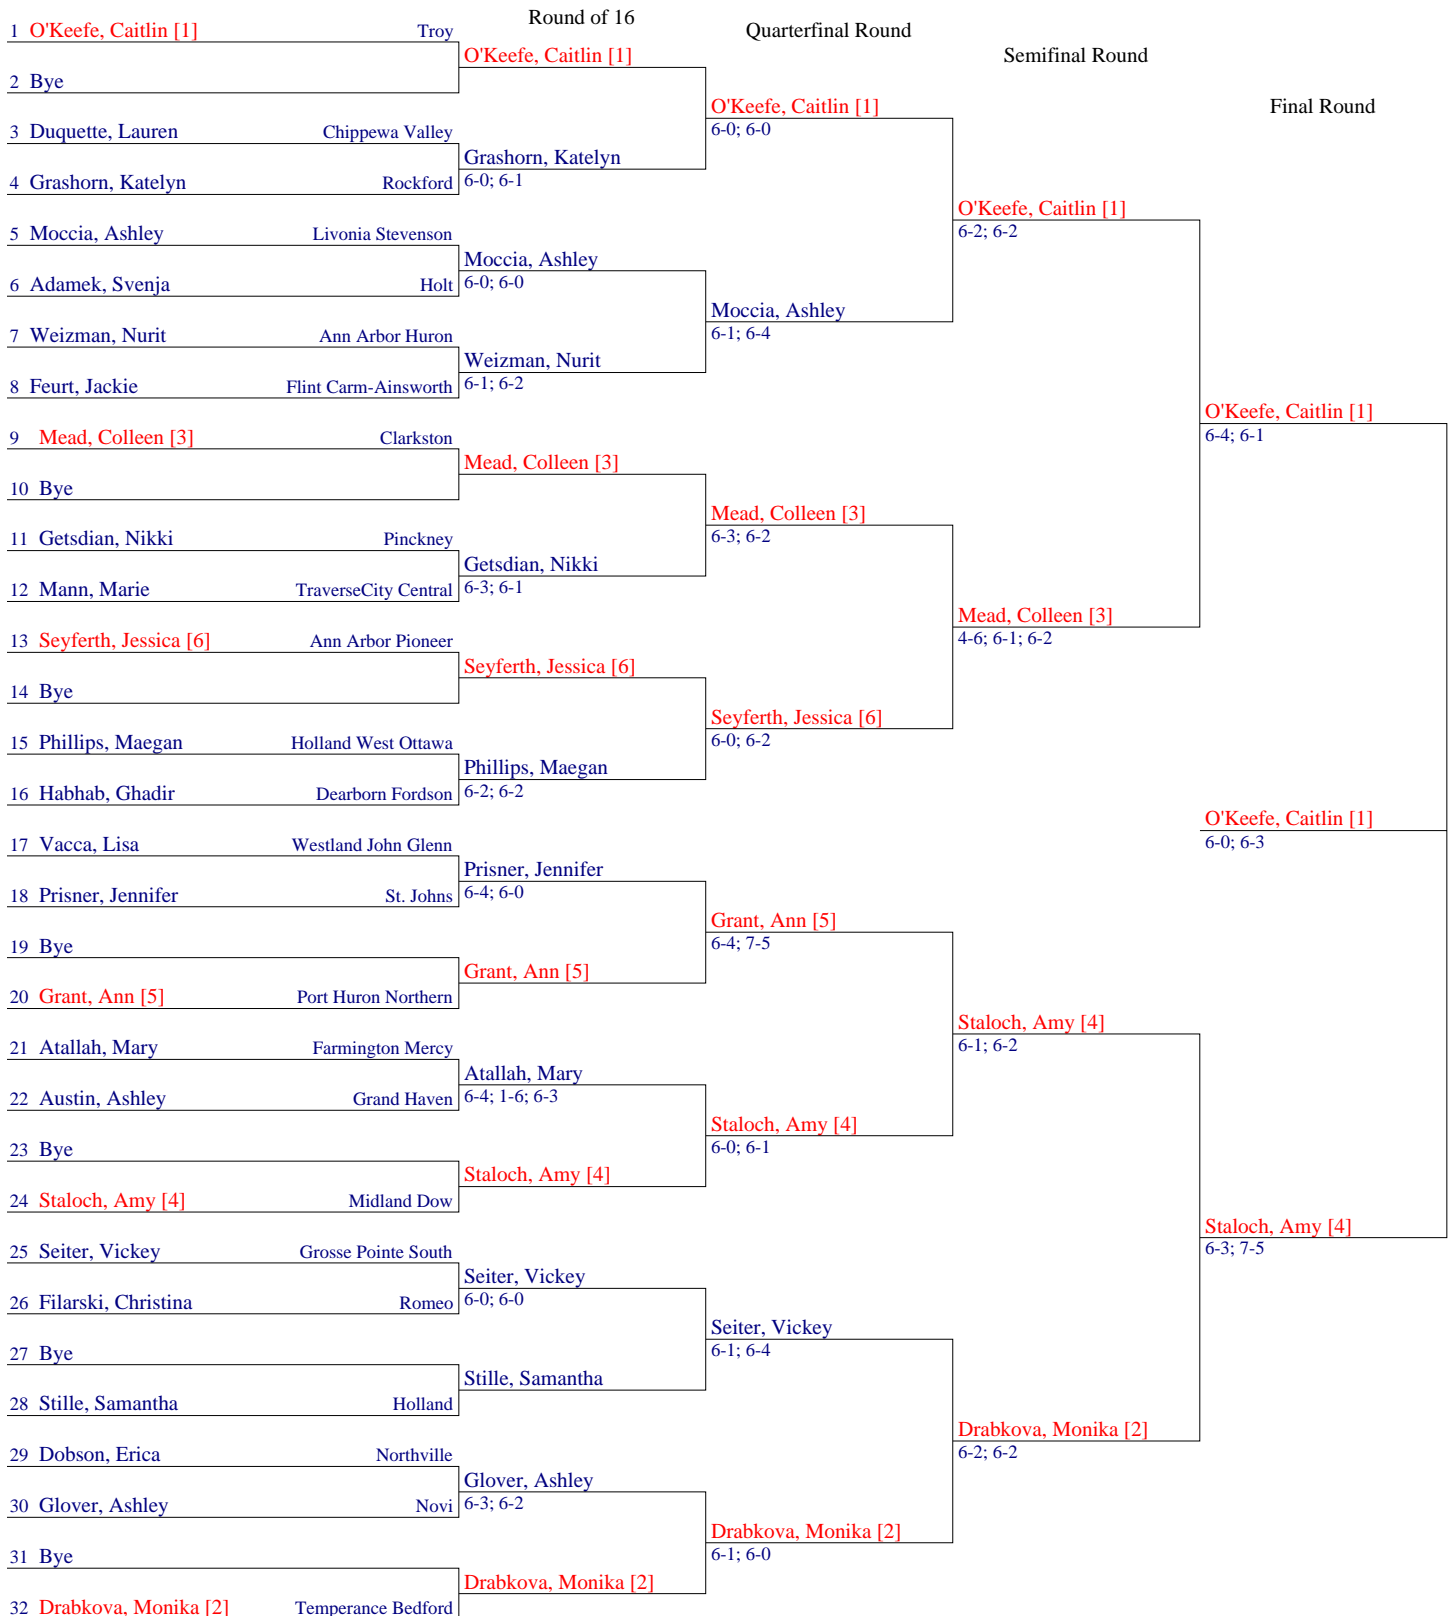 Round of 16
Quarterfinal Round
Semifinal Round
Final Round
1 O'Keefe, Caitlin [1] Troy
O'Keefe, Caitlin [1]
2 Bye
O'Keefe, Caitlin [1]
6-0; 6-0
3 Duquette, Lauren Chippewa Valley
Grashorn, Katelyn
6-0; 6-1
4 Grashorn, Katelyn Rockford
O'Keefe, Caitlin [1]
6-2; 6-2
5 Moccia, Ashley Livonia Stevenson
Moccia, Ashley
6-0; 6-0
6 Adamek, Svenja Holt
Moccia, Ashley
6-1; 6-4
7 Weizman, Nurit Ann Arbor Huron
Weizman, Nurit
6-1; 6-2
8 Feurt, Jackie Flint Carm-Ainsworth
O'Keefe, Caitlin [1]
6-4; 6-1
9 Mead, Colleen [3] Clarkston
Mead, Colleen [3]
10 Bye
Mead, Colleen [3]
6-3; 6-2
11 Getsdian, Nikki Pinckney
Getsdian, Nikki
6-3; 6-1
12 Mann, Marie TraverseCity Central
Mead, Colleen [3]
4-6; 6-1; 6-2
13 Seyferth, Jessica [6] Ann Arbor Pioneer
Seyferth, Jessica [6]
14 Bye
Seyferth, Jessica [6]
6-0; 6-2
15 Phillips, Maegan Holland West Ottawa
Phillips, Maegan
6-2; 6-2
16 Habhab, Ghadir Dearborn Fordson
O'Keefe, Caitlin [1]
6-0; 6-3
17 Vacca, Lisa Westland John Glenn
Prisner, Jennifer
6-4; 6-0
18 Prisner, Jennifer St. Johns
Grant, Ann [5]
6-4; 7-5
19 Bye
Grant, Ann [5]
20 Grant, Ann [5] Port Huron Northern
Staloch, Amy [4]
6-1; 6-2
21 Atallah, Mary Farmington Mercy
Atallah, Mary
6-4; 1-6; 6-3
22 Austin, Ashley Grand Haven
Staloch, Amy [4]
6-0; 6-1
23 Bye
Staloch, Amy [4]
24 Staloch, Amy [4] Midland Dow
Staloch, Amy [4]
6-3; 7-5
25 Seiter, Vickey Grosse Pointe South
Seiter, Vickey
6-0; 6-0
26 Filarski, Christina Romeo
Seiter, Vickey
6-1; 6-4
27 Bye
Stille, Samantha
28 Stille, Samantha Holland
Drabkova, Monika [2]
6-2; 6-2
29 Dobson, Erica Northville
Glover, Ashley
6-3; 6-2
30 Glover, Ashley Novi
Drabkova, Monika [2]
6-1; 6-0
31 Bye
Drabkova, Monika [2]
32 Drabkova, Monika [2] Temperance Bedford